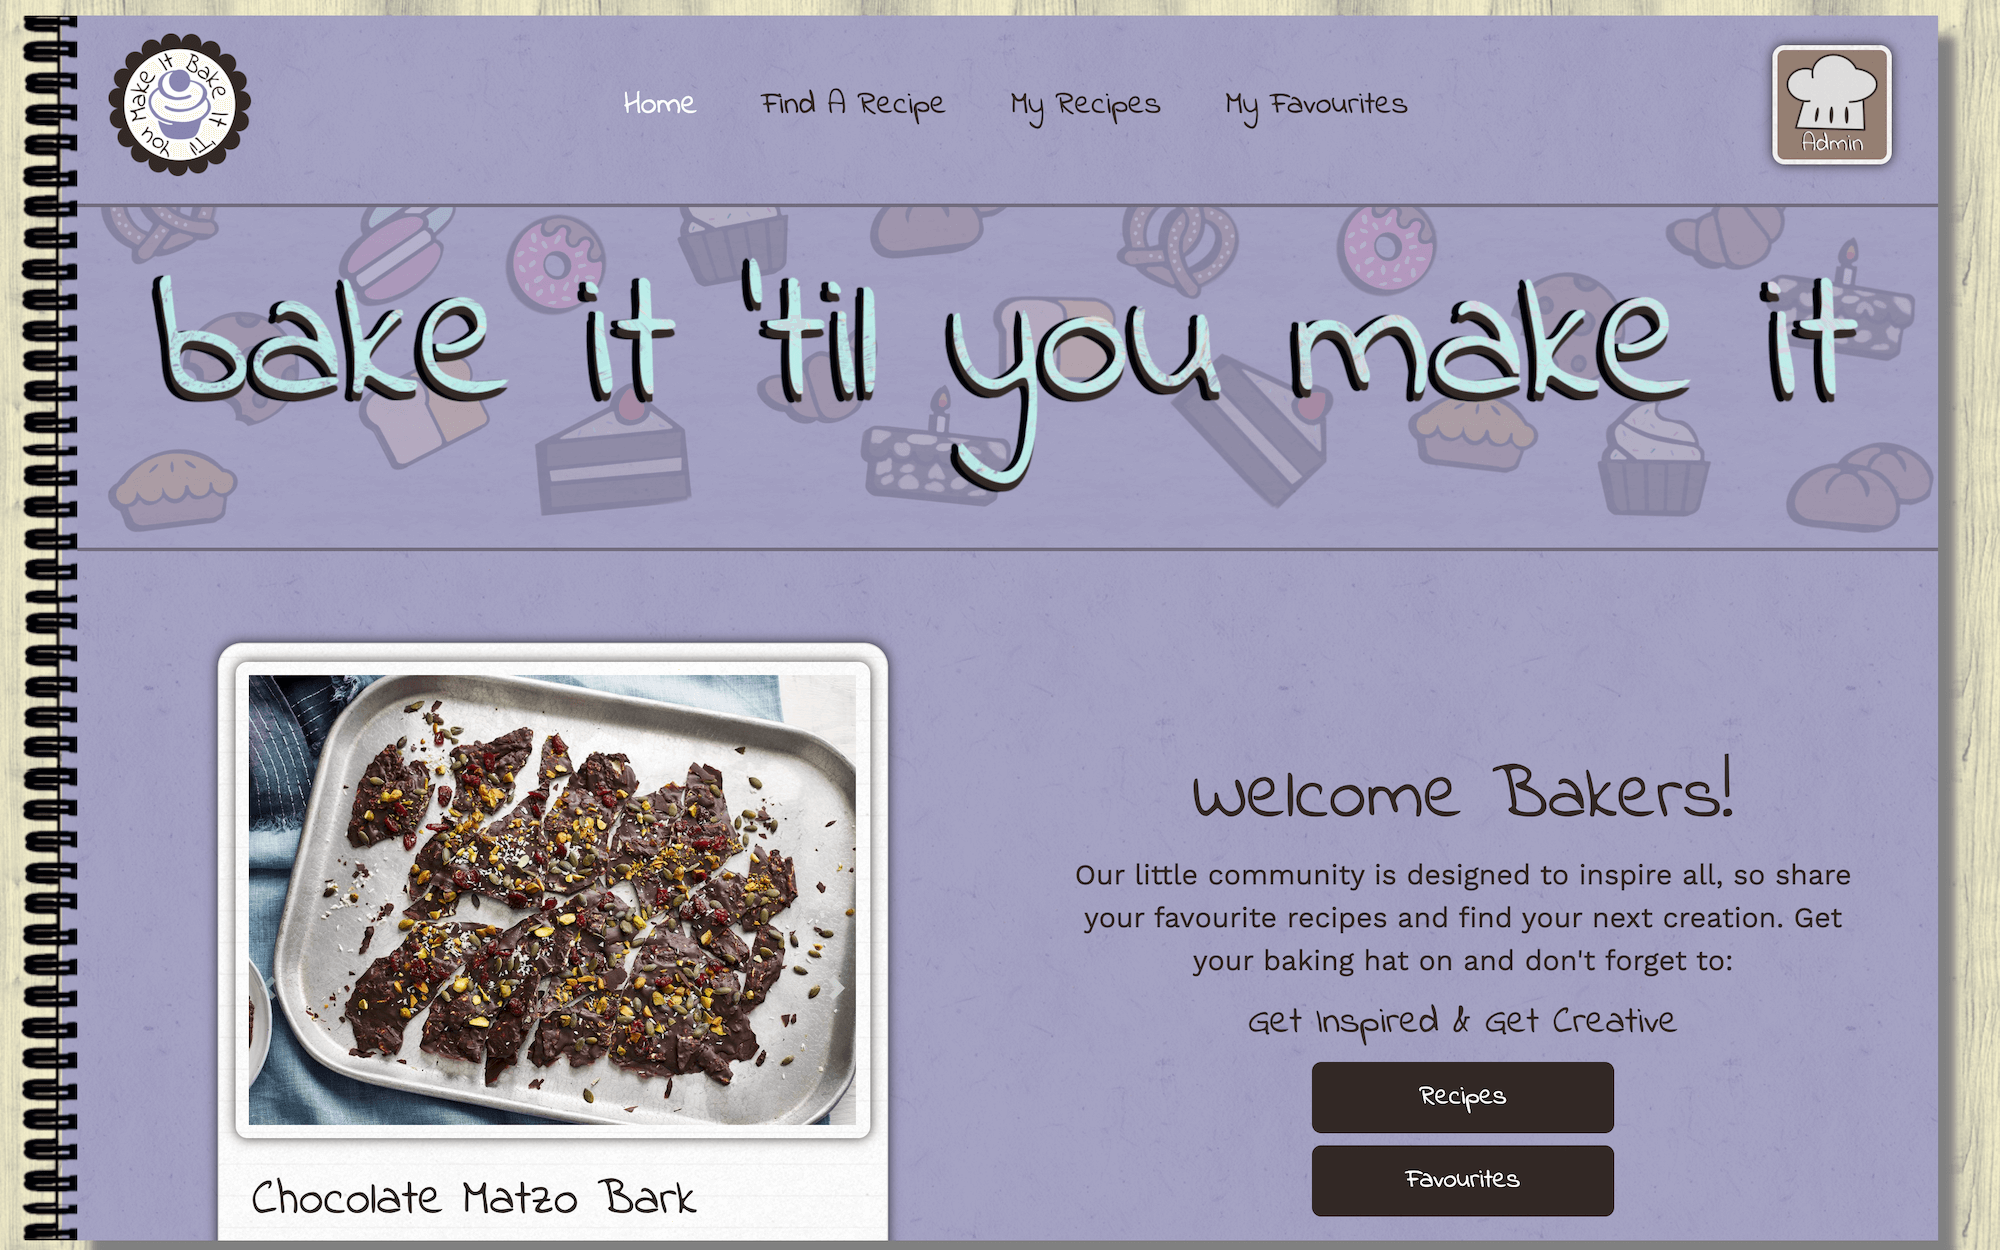 You Make It Bake It 'Til
Home
Find A Recipe
My Recipes
My Favourites
Admin
bake it 'til you make it
Chocolate Matzo Bark
Welcome Bakers!
Our little community is designed to inspire all, so share
your favourite recipes and find your next creation. Get
your baking hat on and don't forget to:
Get Inspired & Get Creative
Recipes
Favourites